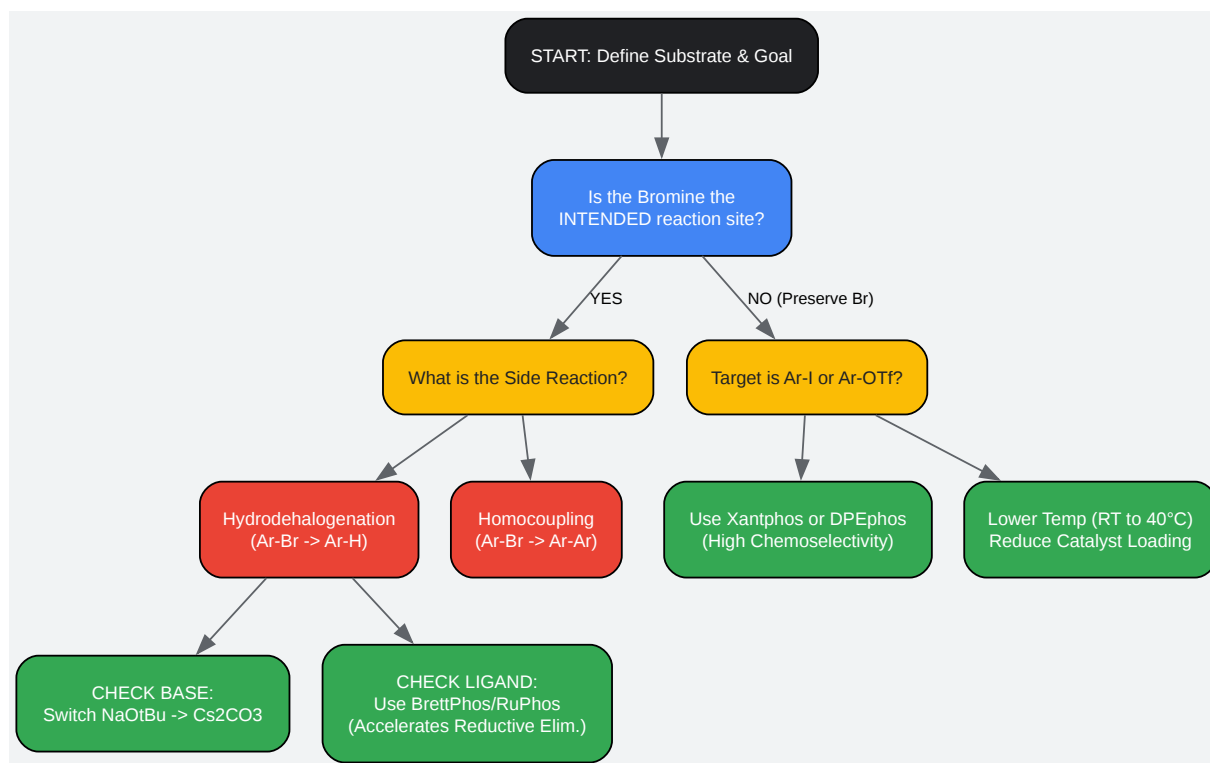 START: Define Substrate & Goal
Is the Bromine the
INTENDED reaction site?
YES
NO (Preserve Br)
What is the Side Reaction?
Target is Ar-I or Ar-OTf?
Hydrodehalogenation
(Ar-Br -> Ar-H)
Homocoupling
(Ar-Br -> Ar-Ar)
Use Xantphos or DPEphos
(High Chemoselectivity)
Lower Temp (RT to 40°C)
Reduce Catalyst Loading
CHECK BASE:
Switch NaOtBu -> Cs2CO3
CHECK LIGAND:
Use BrettPhos/RuPhos
(Accelerates Reductive Elim.)